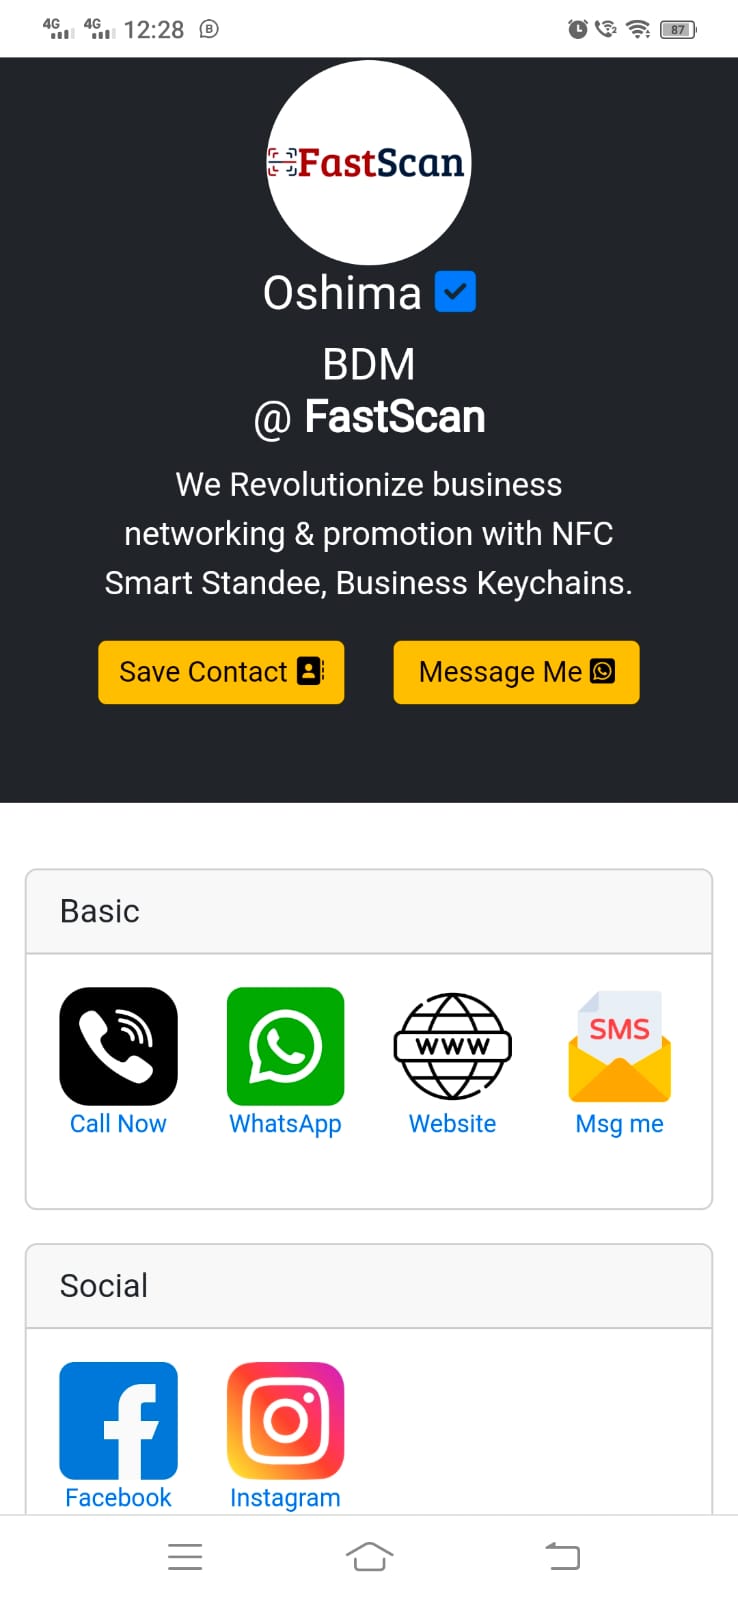 4G 4G 12:28 B 2 87
FastScan
Oshima
BDM
@ FastScan
We Revolutionize business
networking & promotion with NFC
Smart Standee, Business Keychains.
Save Contact Message Me
Basic
WWW SMS
Call Now WhatsApp Website Msg me
Social
Facebook Instagram